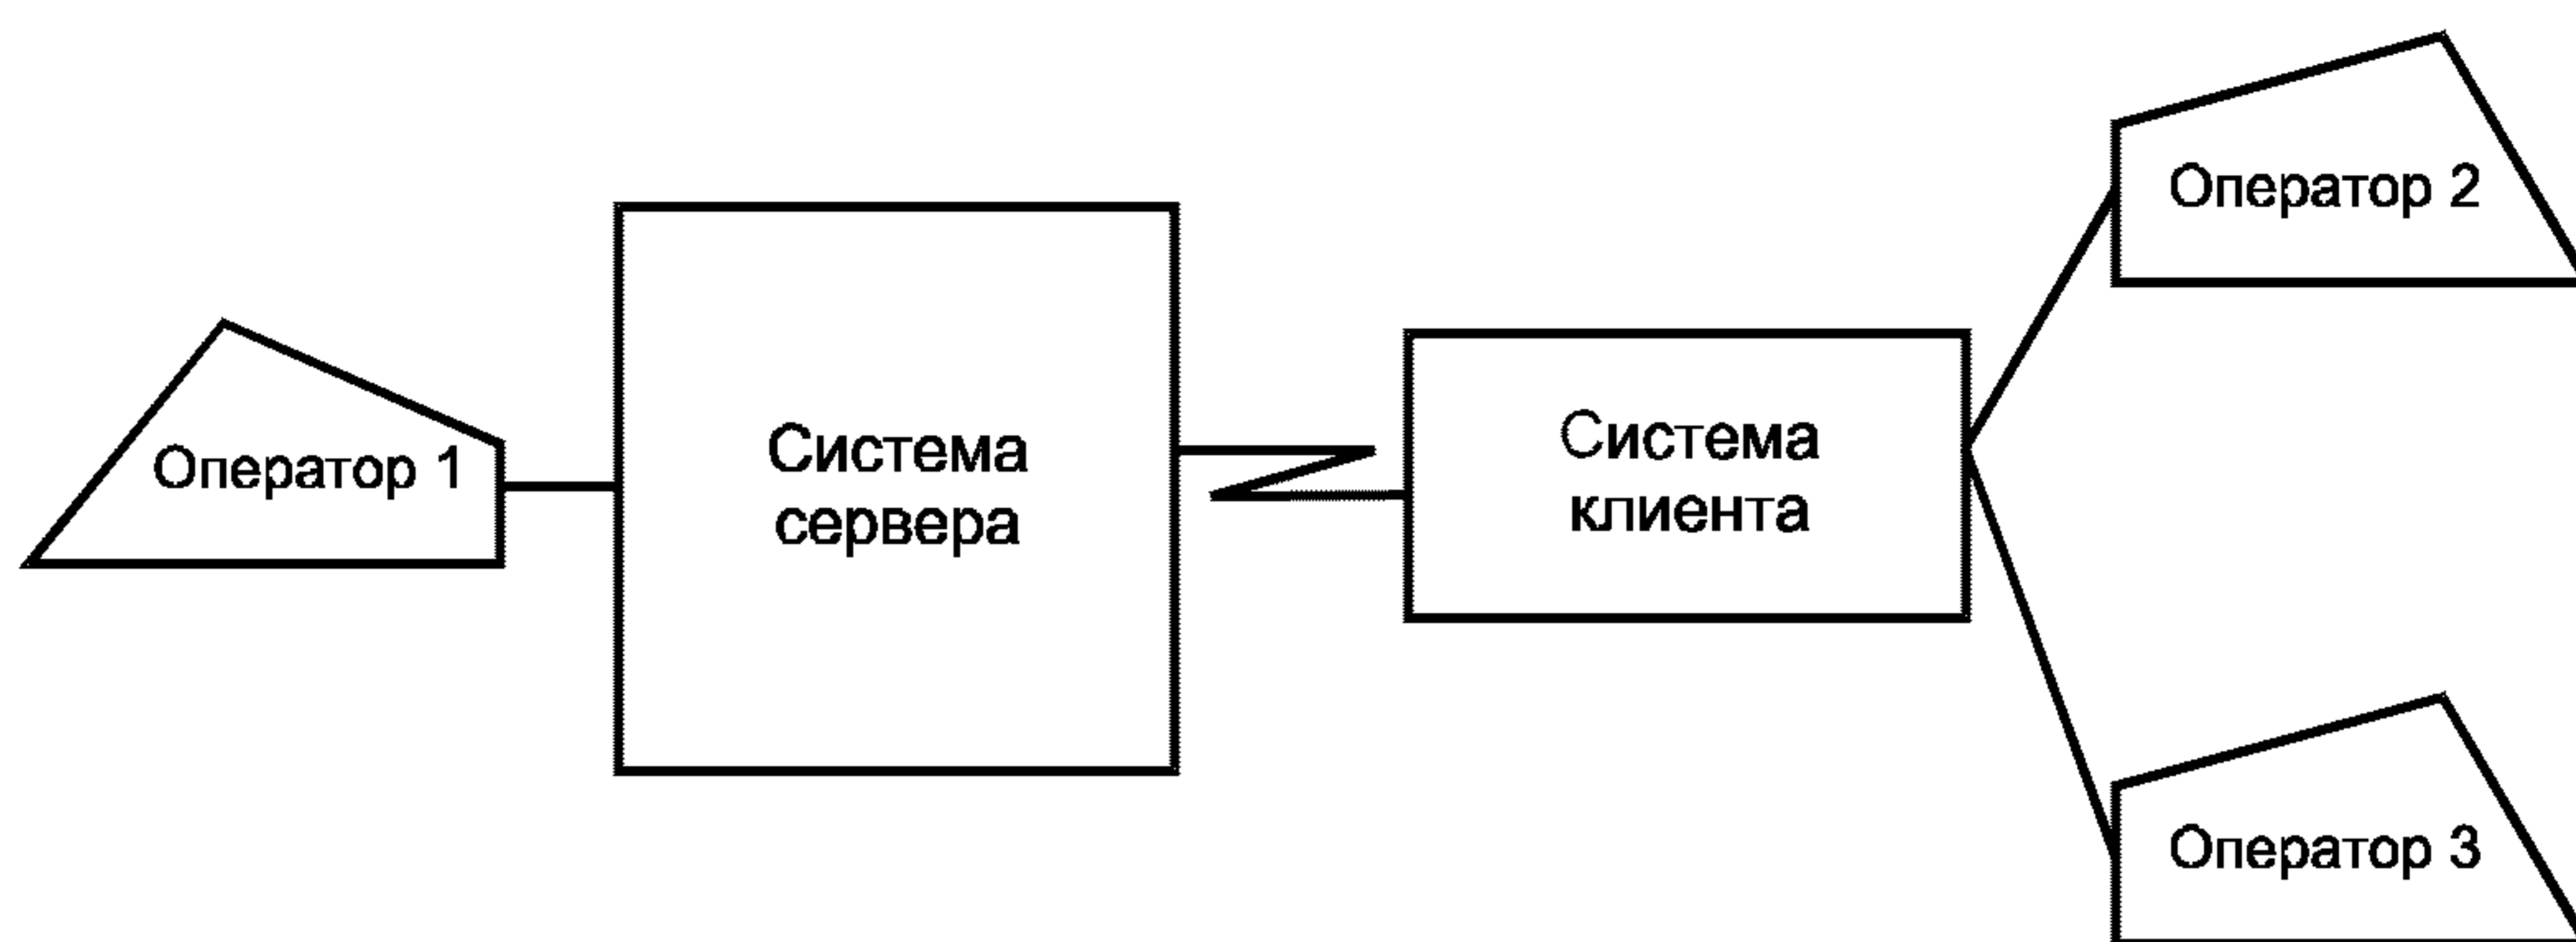 Оператор 1
Система
сервера
Система
клиента
Оператор 2
Оператор 3